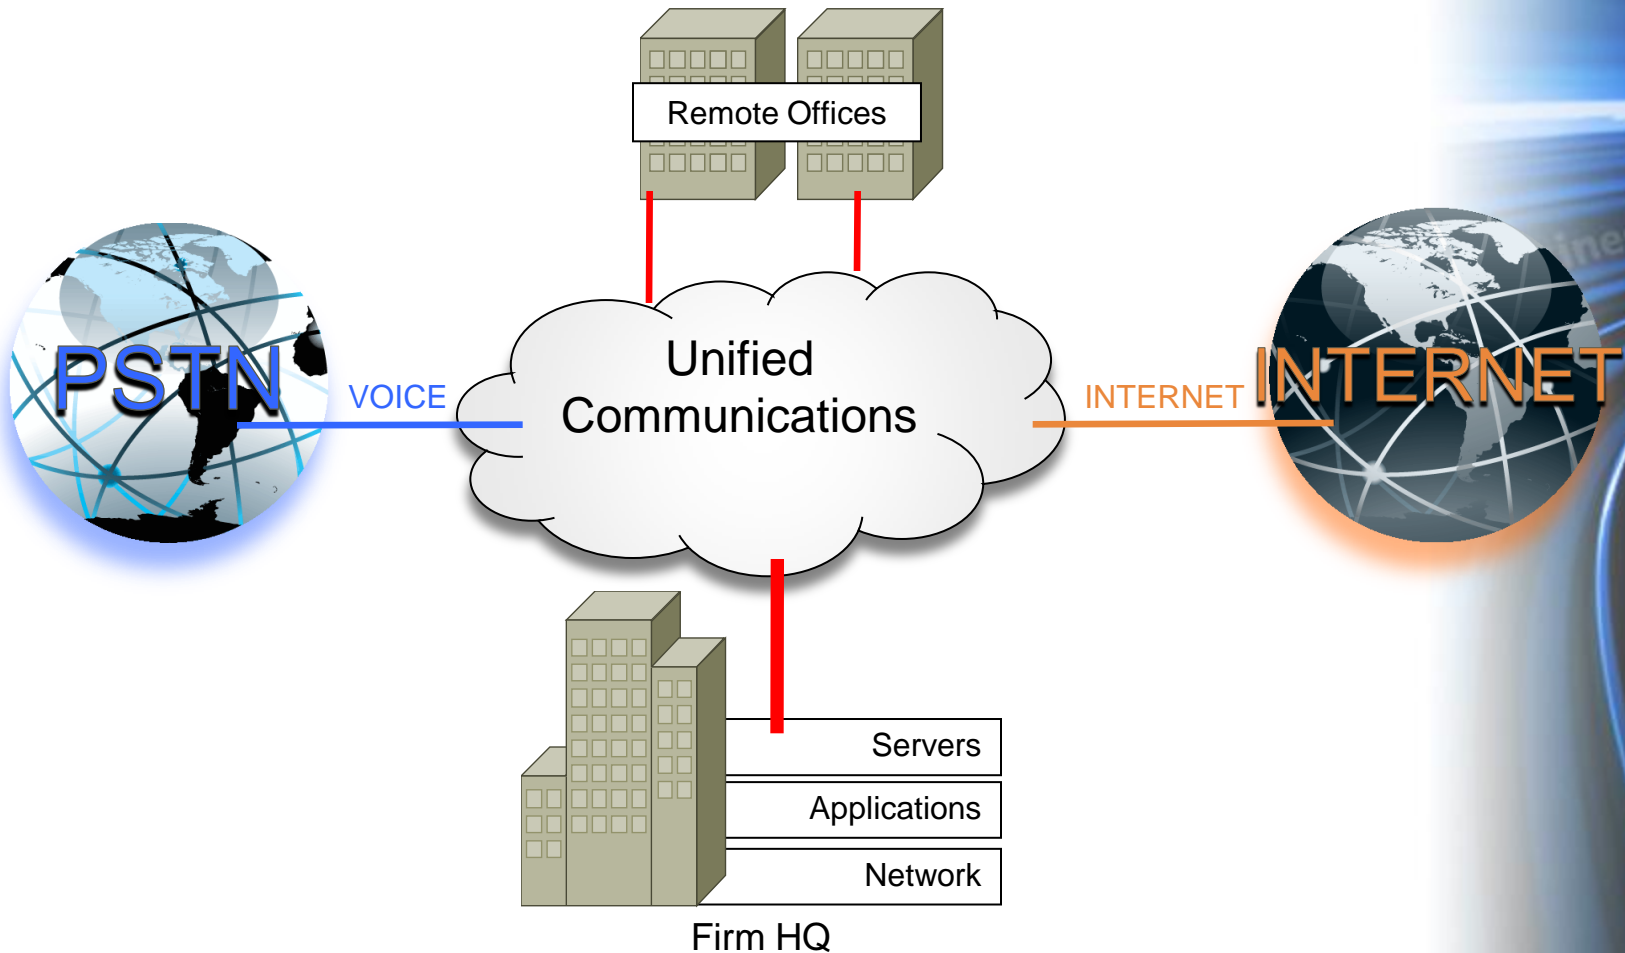 Remote Offices
PSTN
VOICE
Unified
Communications
INTERNET
INTERNET
Servers
Applications
Network
Firm HQ